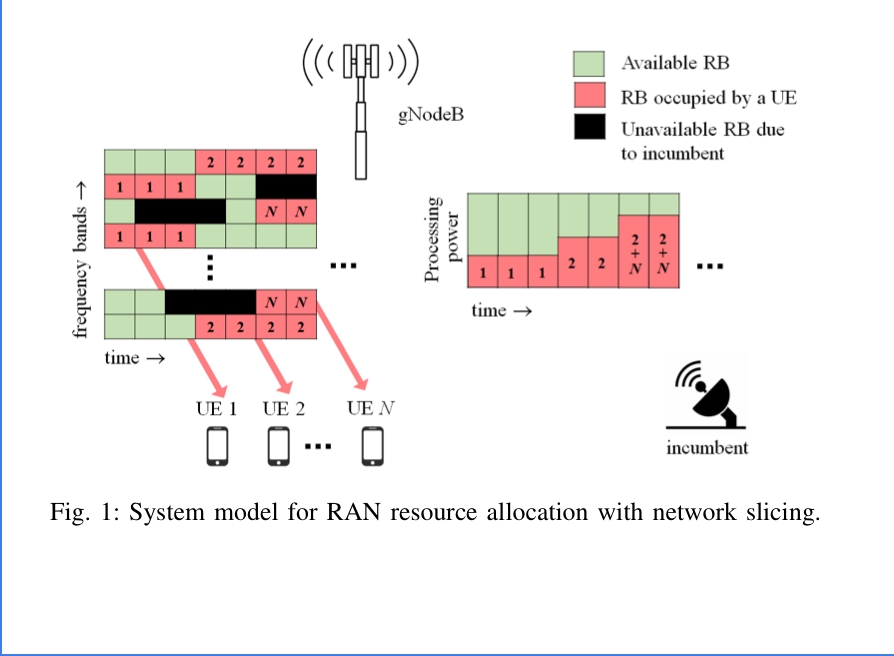 Available RB
RB occupied by a UE
gNodeB
Unavailable RB due
to incumbent
frequency bands →
2 2 2 2
1 1 1
N N
1 1 1
N N
2 2 2 2
time →
Processing
power
1 1 1 2 2 2+N 2+N
time →
UE 1 UE 2 UE N
incumbent
Fig. 1: System model for RAN resource allocation with network slicing.